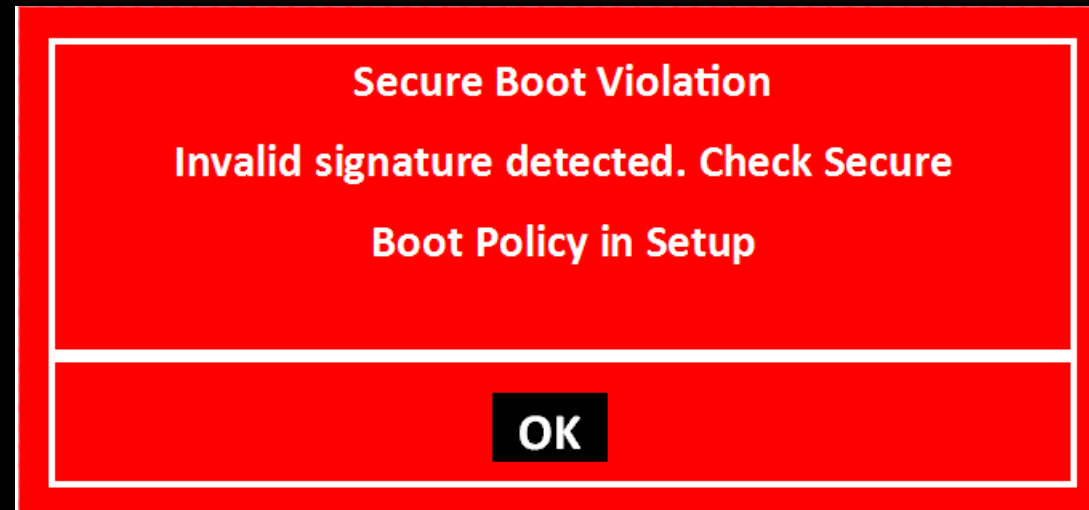 Secure Boot Violation
Invalid signature detected. Check Secure
Boot Policy in Setup
OK